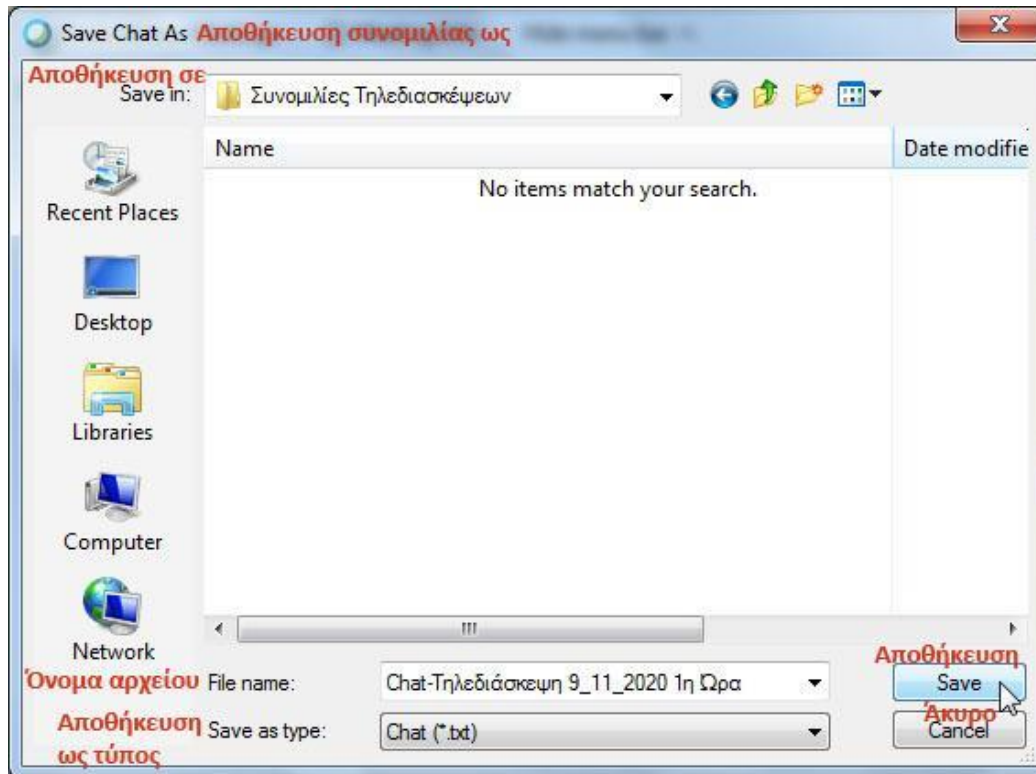 Save Chat As Αποθήκευση συνομιλίας ως
Αποθήκευση σε
Save in: Συνομιλίες Τηλεδιασκέψεων
Name Date modifie
No items match your search.
Recent Places
Desktop
Libraries
Computer
Network
Αποθήκευση
Όνομα αρχείου File name: Chat-Τηλεδιάσκεψη 9_11_2020 1η Ώρα Save
Άκυρο
Αποθήκευση Save as type: Chat (*.txt) Cancel
ως τύπος